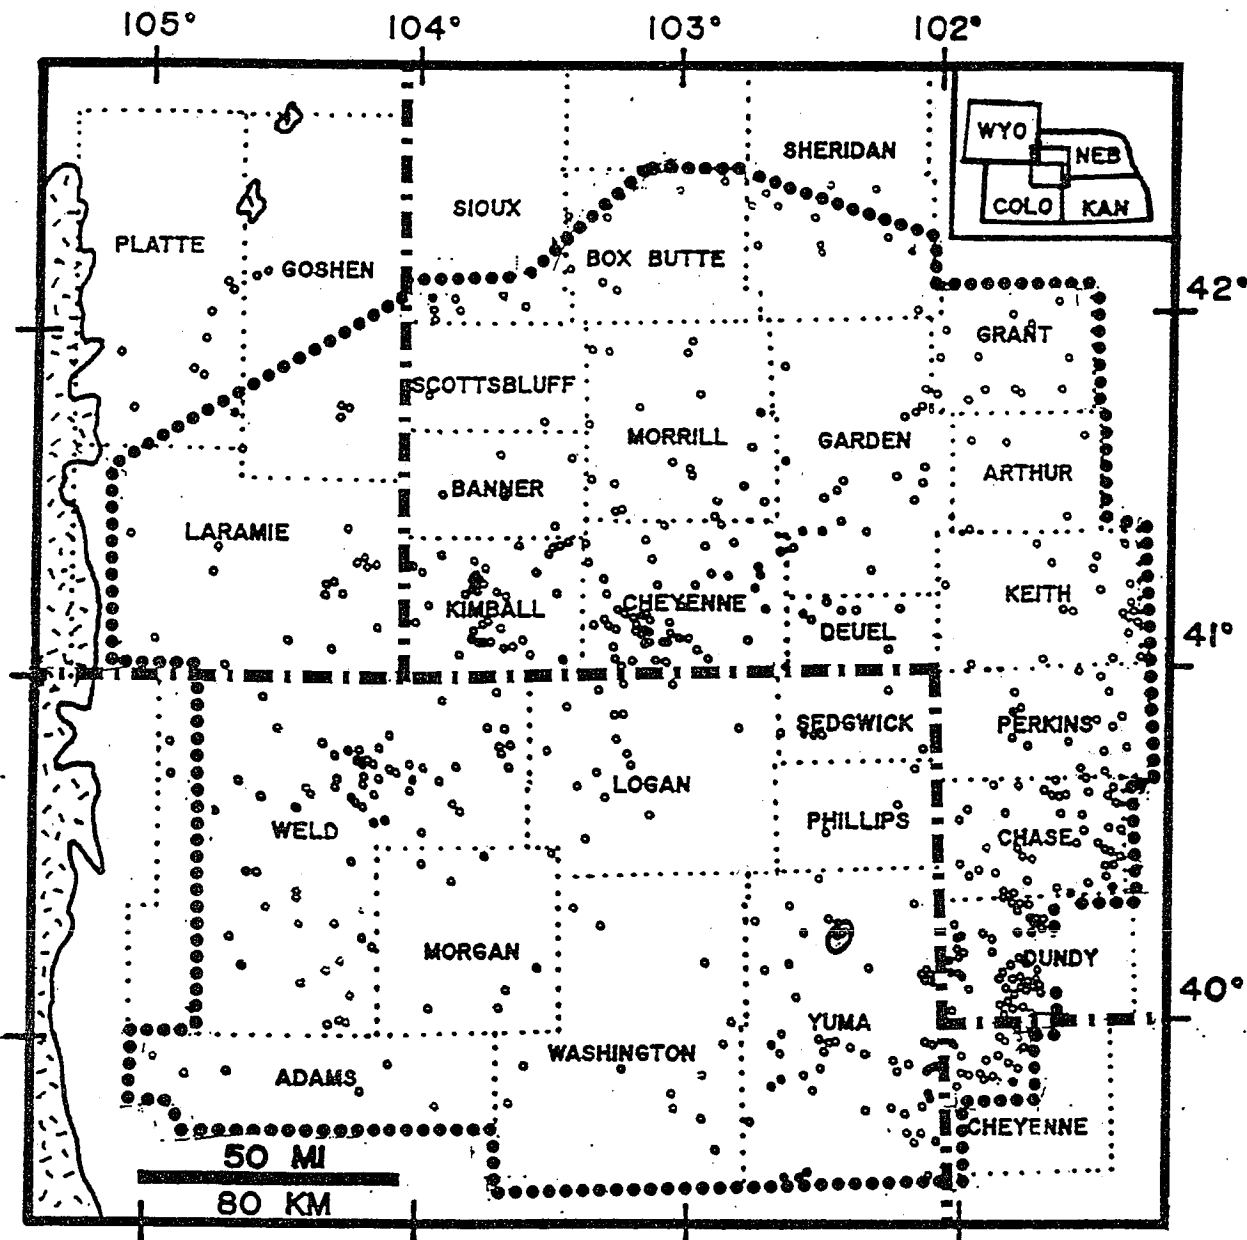 105° 104° 103° 102°
WYO
NEB
COLO KAN
SHERIDAN
SIOUX
PLATTE
GOSHEN
BOX BUTTE
42°
GRANT
SCOTTSBLUFF
MORRILL
GARDEN
ARTHUR
BANNER
LARAMIE
KEITH
KIMBALL
CHEYENNE
DEUEL
41°
SEDGWICK
PERKINS
LOGAN
PHILLIPS
WELD
CHASE
MORGAN
DUNDY
40°
YUMA
WASHINGTON
ADAMS
CHEYENNE
50 MI
80 KM